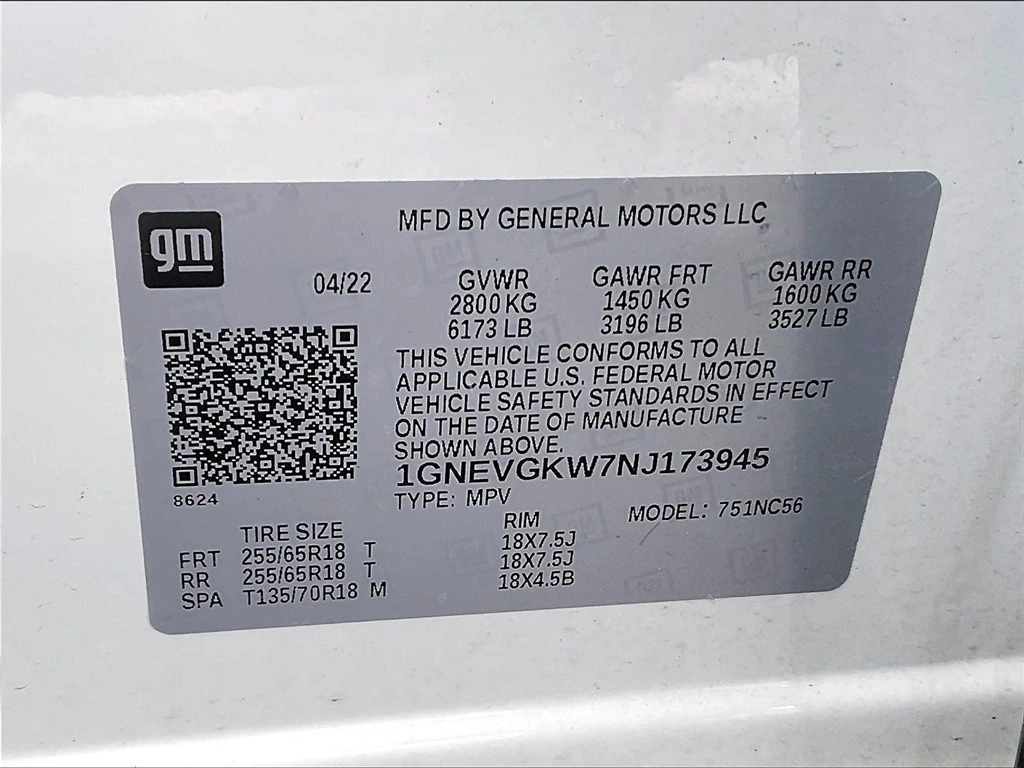 gm
MFD BY GENERAL MOTORS LLC
04/22 GVWR GAWR FRT GAWR RR
2800 KG 1450 KG 1600 KG
6173 LB 3196 LB 3527 LB
THIS VEHICLE CONFORMS TO ALL
APPLICABLE U.S. FEDERAL MOTOR
VEHICLE SAFETY STANDARDS IN EFFECT
ON THE DATE OF MANUFACTURE
SHOWN ABOVE.
1GNEVGKW7NJ173945
8624
TYPE: MPV MODEL: 751NC56
TIRE SIZE RIM
FRT 255/65R18 T 18X7.5J
RR 255/65R18 T 18X7.5J
SPA T135/70R18 M 18X4.5B